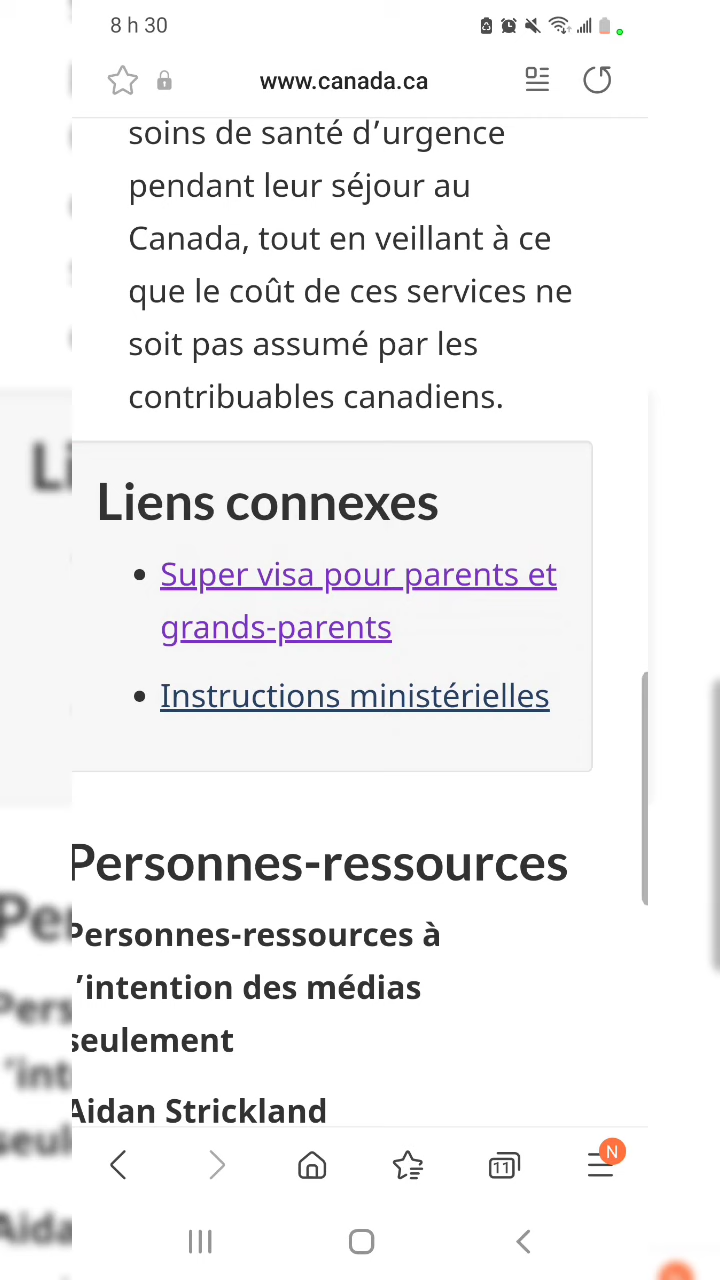 8 h 30
www.canada.ca
soins de santé d’urgence
pendant leur séjour au
Canada, tout en veillant à ce
que le coût de ces services ne
soit pas assumé par les
contribuables canadiens.
Liens connexes
• Super visa pour parents et
grands-parents
• Instructions ministérielles
Personnes-ressources
Personnes-ressources à
l’intention des médias
seulement
Aidan Strickland
11
N